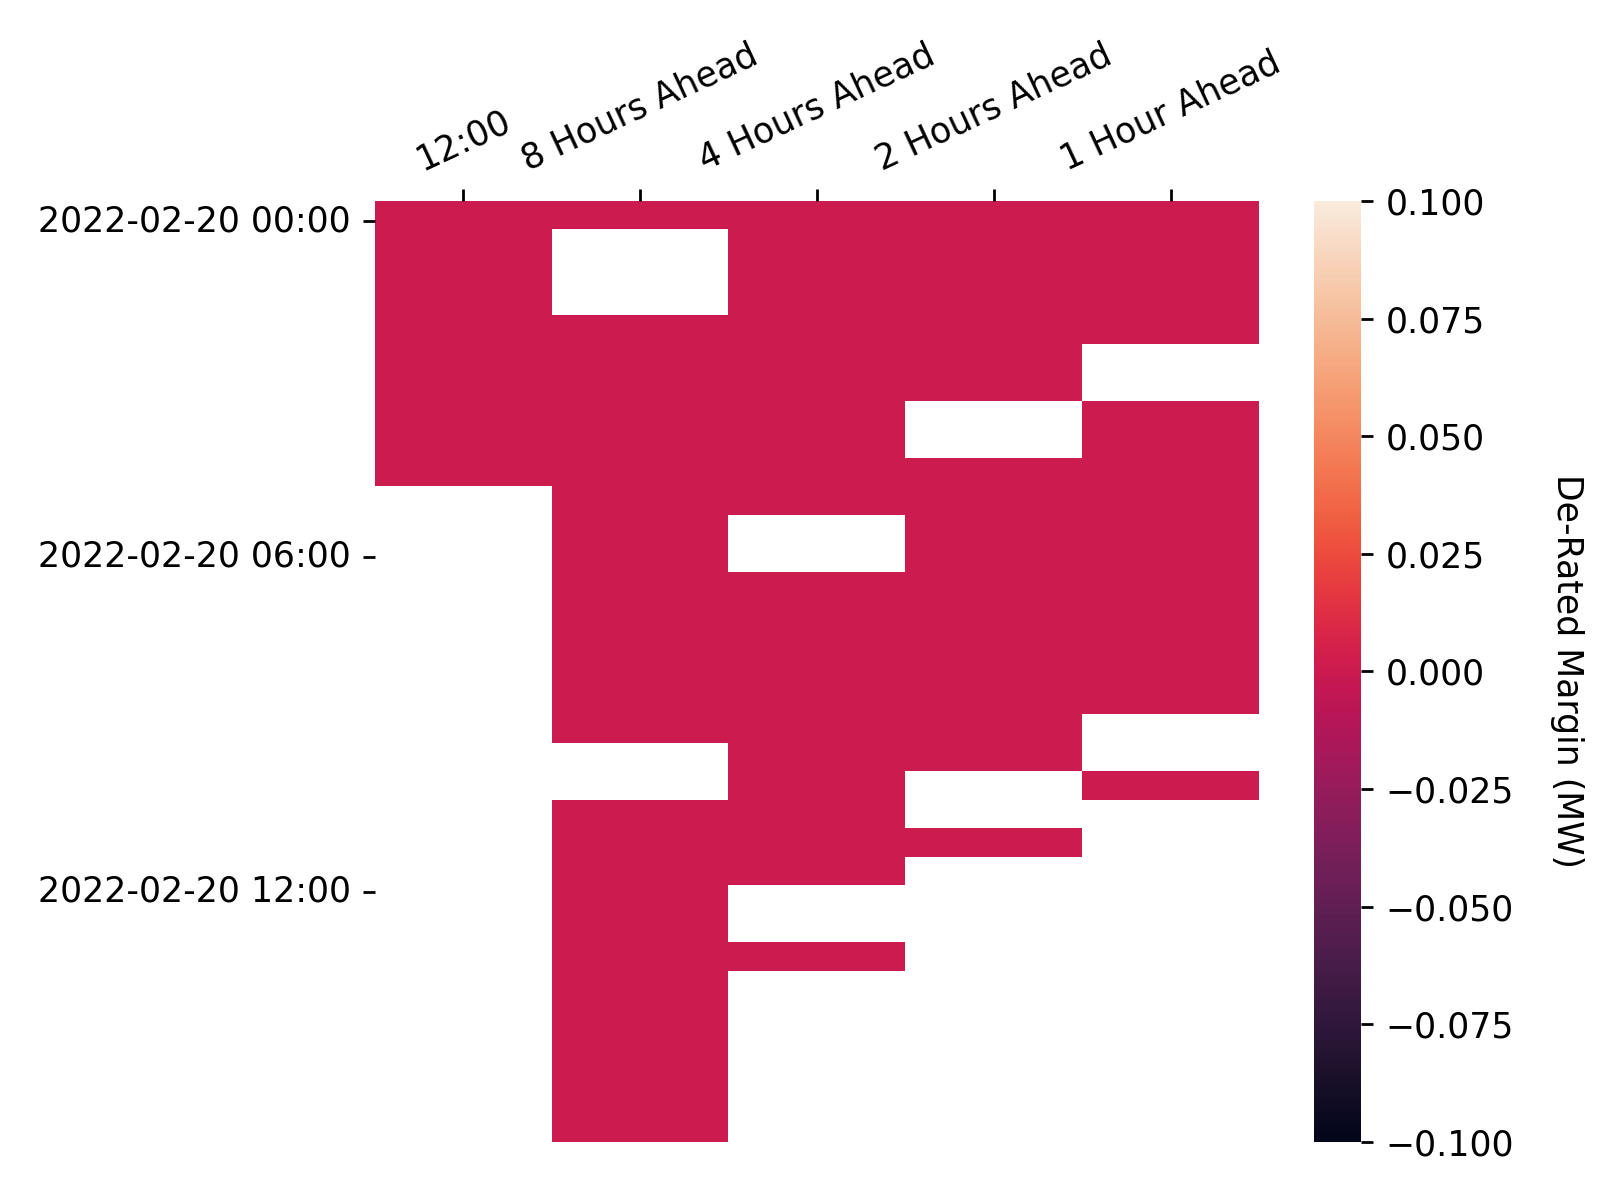 12:00
8 Hours Ahead
4 Hours Ahead
2 Hours Ahead
1 Hour Ahead
2022-02-20 00:00
2022-02-20 06:00
2022-02-20 12:00
0.100
0.075
0.050
0.025
0.000
−0.025
−0.050
−0.075
−0.100
De-Rated Margin (MW)